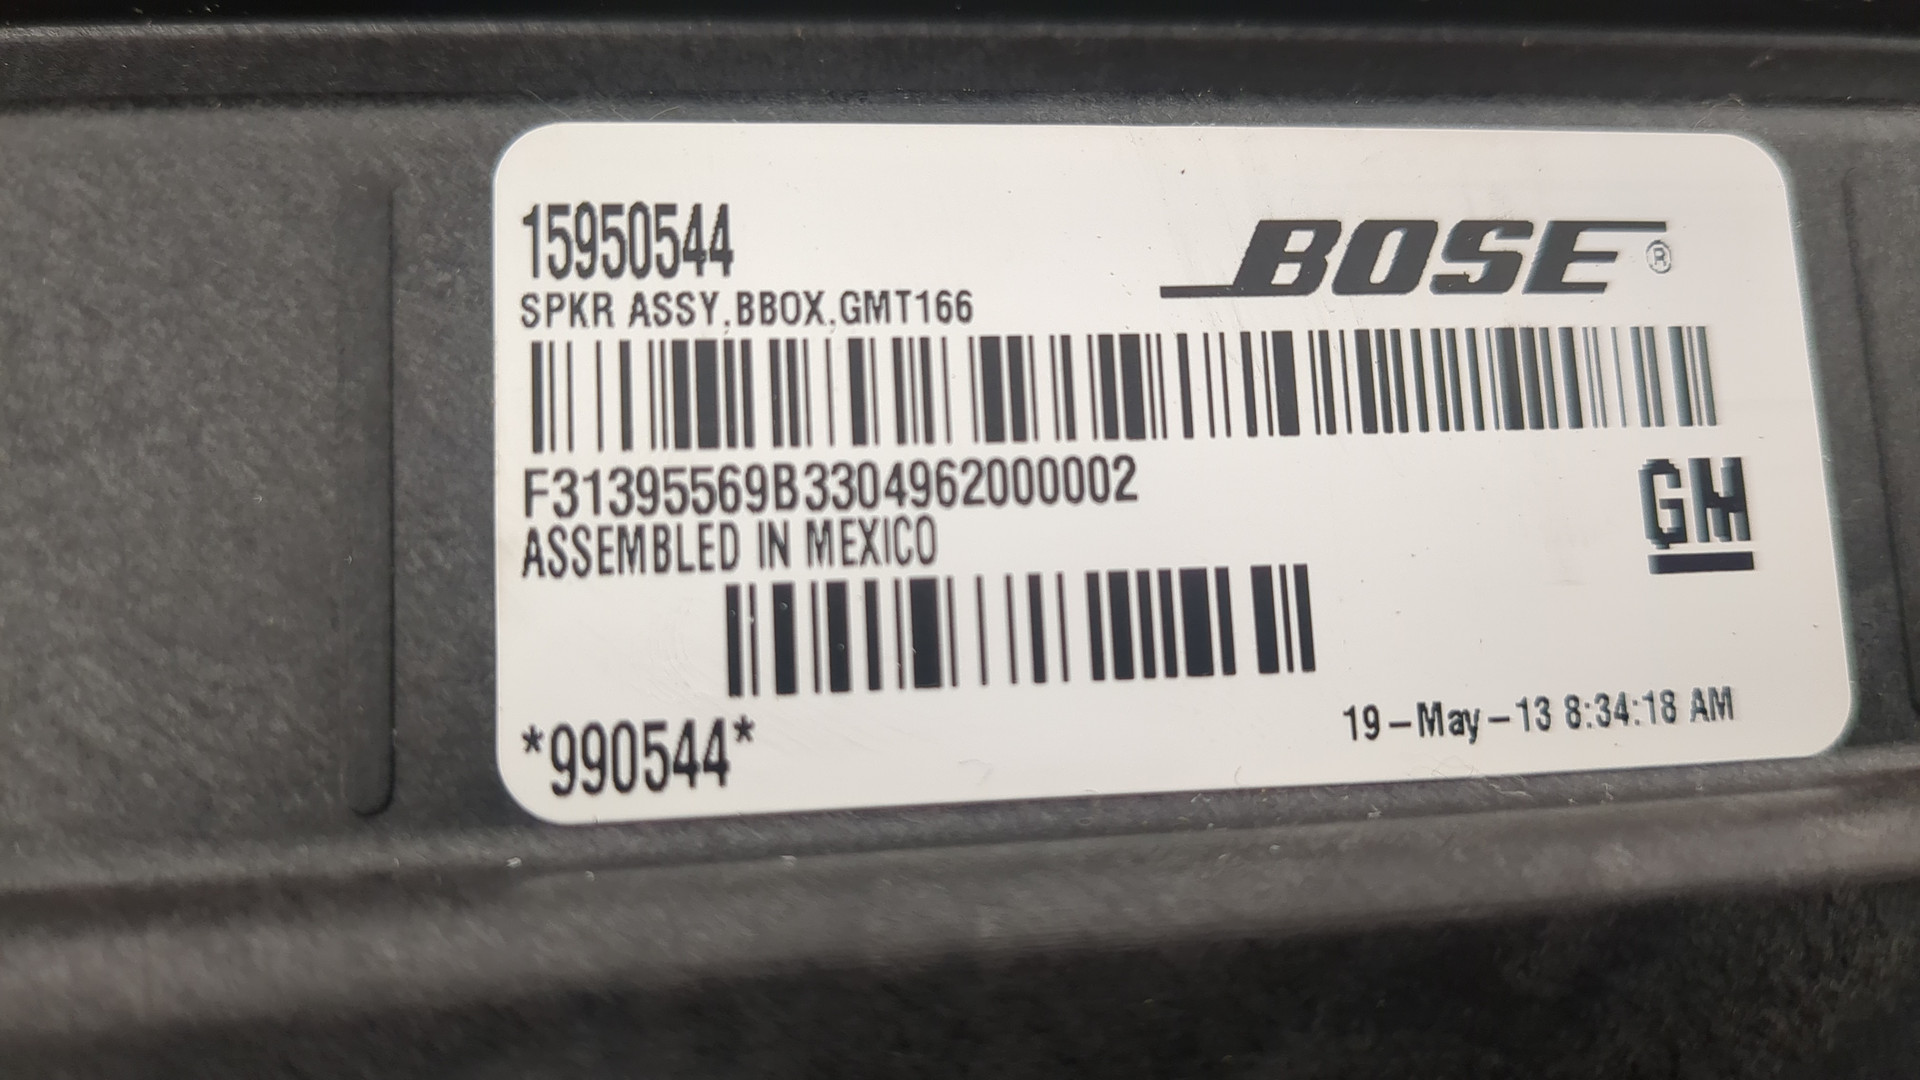 15950544
BOSE®
SPKR ASSY,BBOX,GMT166
F31395569B3304962000002
ASSEMBLED IN MEXICO
GM
*990544*
19-May-13 8:34:18 AM